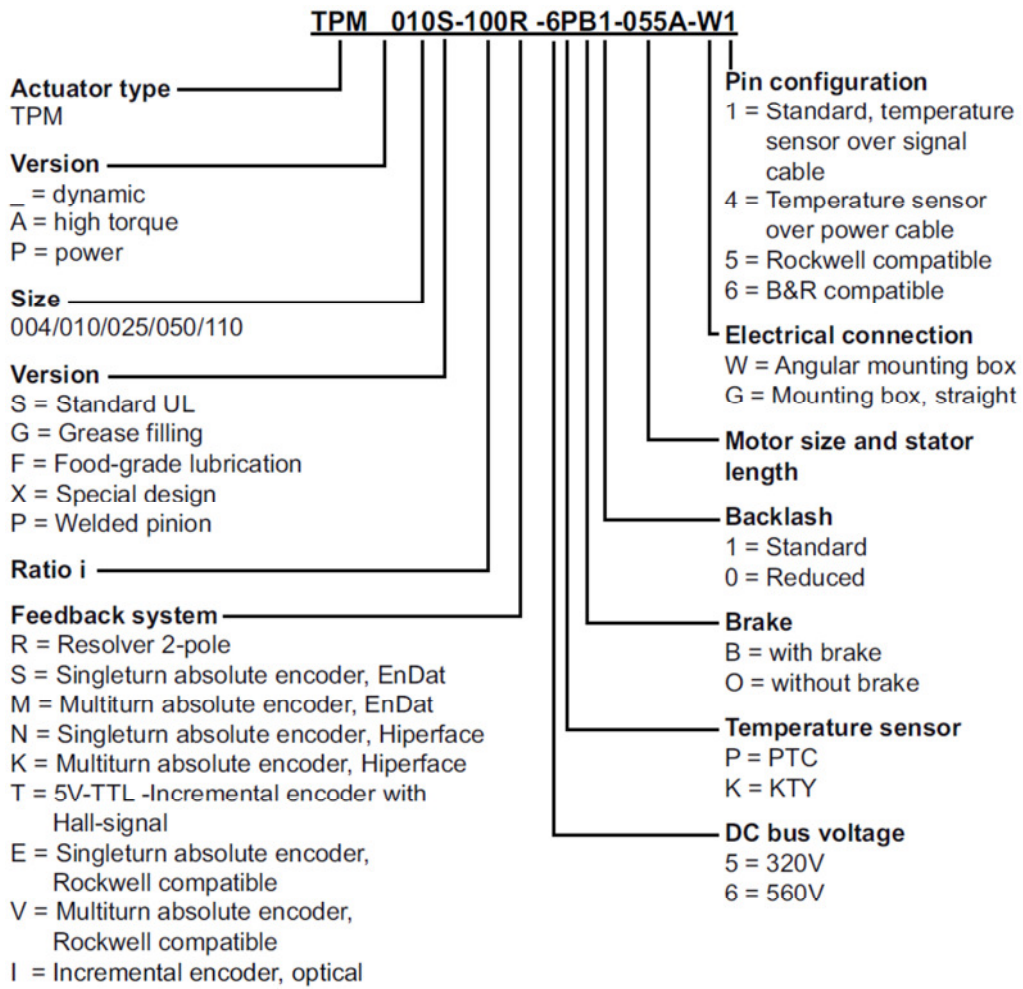 TPM_ 010S-100R -6PB1-055A-W1
Actuator type
TPM
Version
_ = dynamic
A = high torque
P = power
Size
004/010/025/050/110
Version
S = Standard UL
G = Grease filling
F = Food-grade lubrication
X = Special design
P = Welded pinion
Ratio i
Feedback system
R = Resolver 2-pole
S = Singleturn absolute encoder, EnDat
M = Multiturn absolute encoder, EnDat
N = Singleturn absolute encoder, Hiperface
K = Multiturn absolute encoder, Hiperface
T = 5V-TTL -Incremental encoder with
Hall-signal
E = Singleturn absolute encoder,
Rockwell compatible
V = Multiturn absolute encoder,
Rockwell compatible
I = Incremental encoder, optical
Pin configuration
1 = Standard, temperature
sensor over signal
cable
4 = Temperature sensor
over power cable
5 = Rockwell compatible
6 = B&R compatible
Electrical connection
W = Angular mounting box
G = Mounting box, straight
Motor size and stator
length
Backlash
1 = Standard
0 = Reduced
Brake
B = with brake
O = without brake
Temperature sensor
P = PTC
K = KTY
DC bus voltage
5 = 320V
6 = 560V